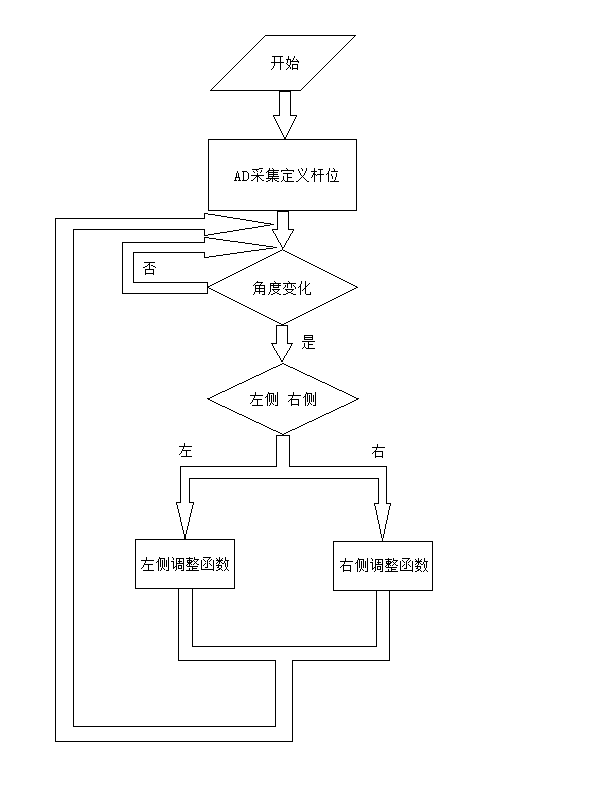 开始
AD采集定义杆位
否
角度变化
是
左侧 右侧
左
右
左侧调整函数
右侧调整函数